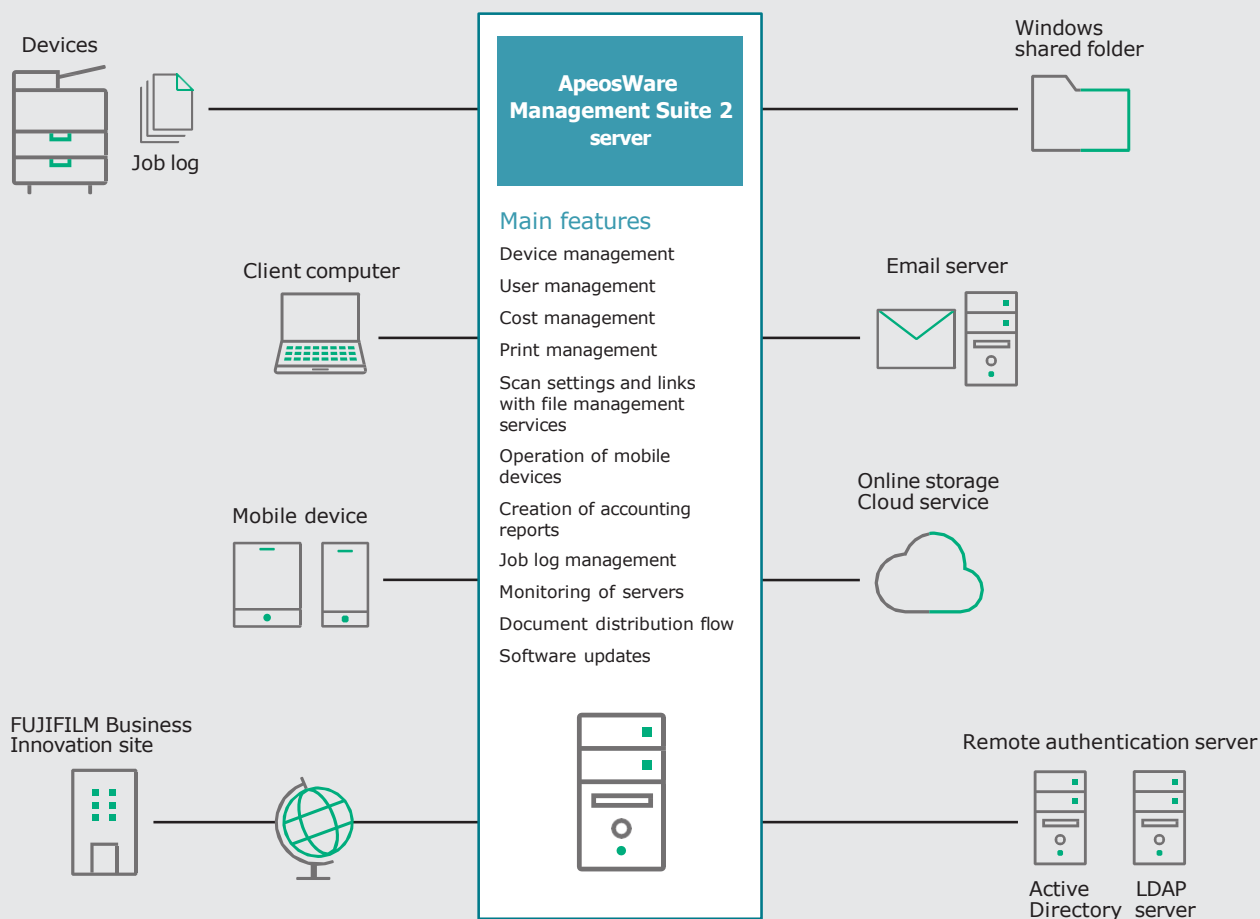 Devices
Job log
Client computer
Mobile device
FUJIFILM Business
Innovation site
ApeosWare
Management Suite 2
server
Main features
Device management
User management
Cost management
Print management
Scan settings and links
with file management
services
Operation of mobile
devices
Creation of accounting
reports
Job log management
Monitoring of servers
Document distribution flow
Software updates
Windows
shared folder
Email server
Online storage
Cloud service
Remote authentication server
Active
Directory
LDAP
server